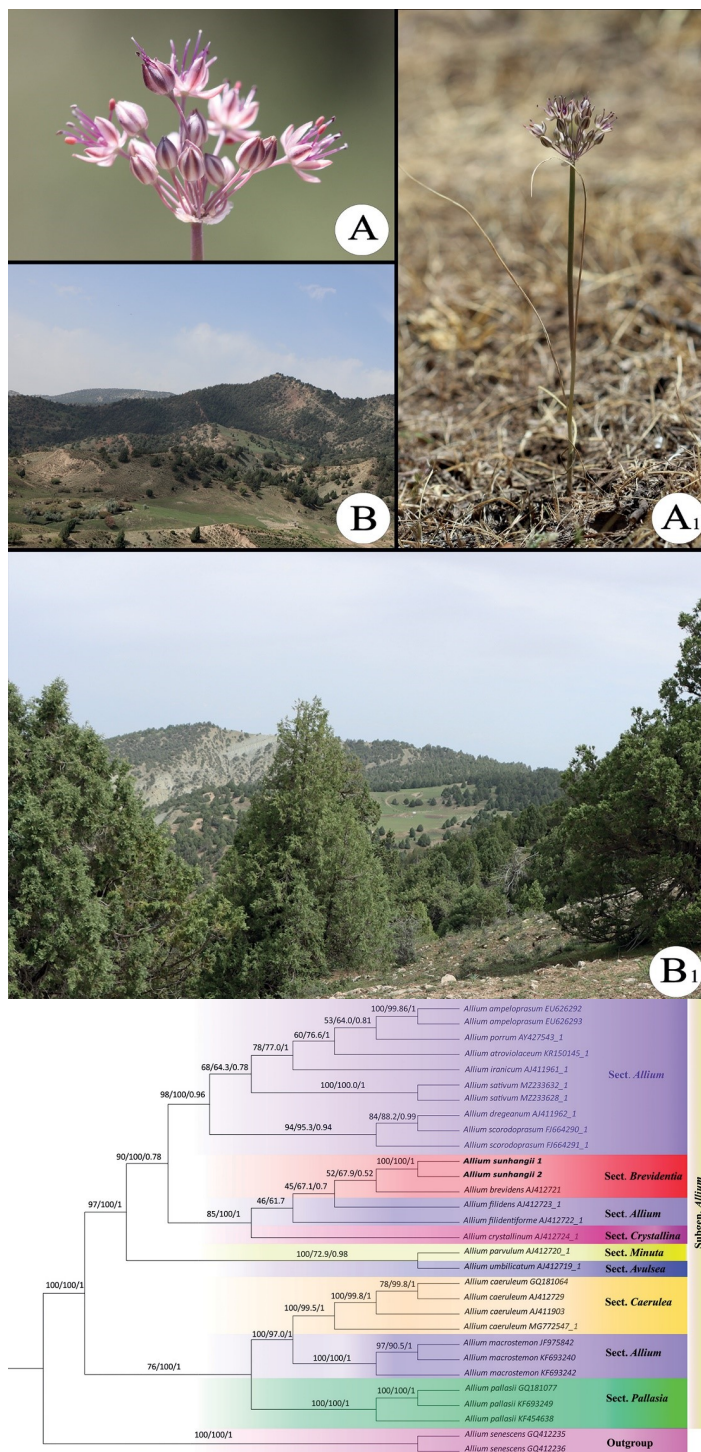 A
B
A1
B1
100/99.86/1
Allium ampeloprasum EU626292
53/64.0/0.81
Allium ampeloprasum EU626293
60/76.6/1
Allium porrum AY427543_1
78/77.0/1
Allium atroviolaceum KR150145_1
68/64.3/0.78
Allium iranicum AJ411961_1
Sect. Allium
100/100.0/1
Allium sativum MZ233632_1
Allium sativum MZ233628_1
98/100/0.96
84/88.2/0.99
Allium dregeanum AJ411962_1
94/95.3/0.94
Allium scorodoprasum FJ664290_1
Allium scorodoprasum FJ664291_1
90/100/0.78
100/100/1
Allium sunhangii 1
52/67.9/0.52
Allium sunhangii 2
Sect. Brevidentia
45/67.1/0.7
Allium brevidens AJ412721
46/61.7
Allium filidens AJ412723_1
Sect. Allium
97/100/1
Allium filidentiforme AJ412722_1
85/100/1
Allium crystallinum AJ412724_1
Sect. Crystallina
100/72.9/0.98
Allium parvulum AJ412720_1
Sect. Minuta
Allium umbilicatum AJ412719_1
Sect. Avulsea
Subgen. Allium
78/99.8/1
Allium caeruleum GQ181064
100/99.8/1
Allium caeruleum AJ412729
100/99.5/1
Allium caeruleum AJ411903
Sect. Caerulea
100/100/1
Allium caeruleum MG772547_1
100/97.0/1
97/90.5/1
Allium macrostemon JF975842
100/100/1
Allium macrostemon KF693240
Sect. Allium
76/100/1
Allium macrostemon KF693242
100/100/1
Allium pallasii GQ181077
100/100/1
Allium pallasii KF693249
Sect. Pallasia
Allium pallasii KF454638
100/100/1
Allium senescens GQ412235
Outgroup
Allium senescens GQ412236